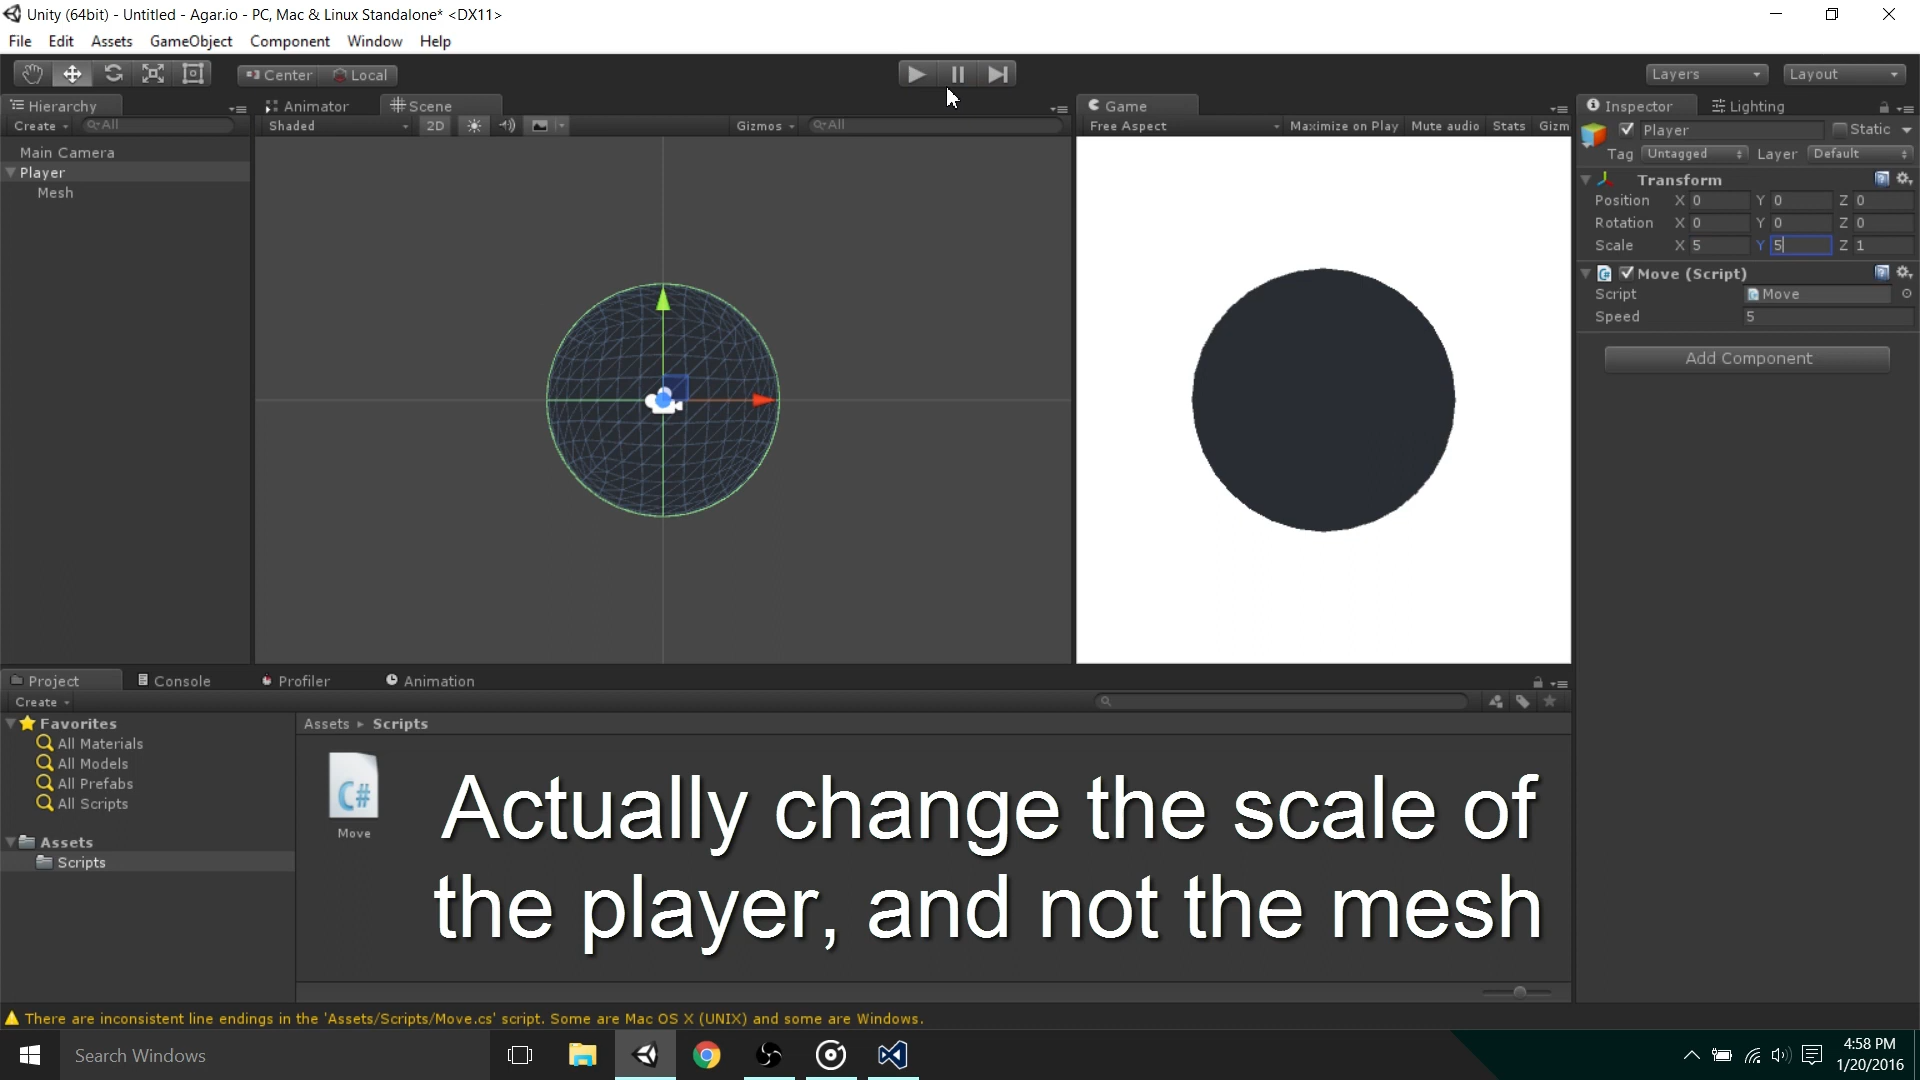 Unity (64bit) - Untitled - Agar.io - PC, Mac & Linux Standalone* <DX11>
File Edit Assets GameObject Component Window Help
Center Local Layers Layout
Hierarchy Animator Scene Game Inspector Lighting
Create All Shaded 2D Gizmos All Free Aspect Maximize on Play Mute audio Stats Gizm
Player Static
Tag Untagged Layer Default
Main Camera
Player
Mesh
Transform
Position X 0 Y 0 Z 0
Rotation X 0 Y 0 Z 0
Scale X 5 Y 5 Z 1
Move (Script)
Script Move
Speed 5
Add Component
Project Console Profiler Animation
Create
Favorites
All Materials
All Models
All Prefabs
All Scripts
Assets
Scripts
Assets Scripts
C#
Move
Actually change the scale of
the player, and not the mesh
There are inconsistent line endings in the 'Assets/Scripts/Move.cs' script. Some are Mac OS X (UNIX) and some are Windows.
Search Windows
4:58 PM
1/20/2016